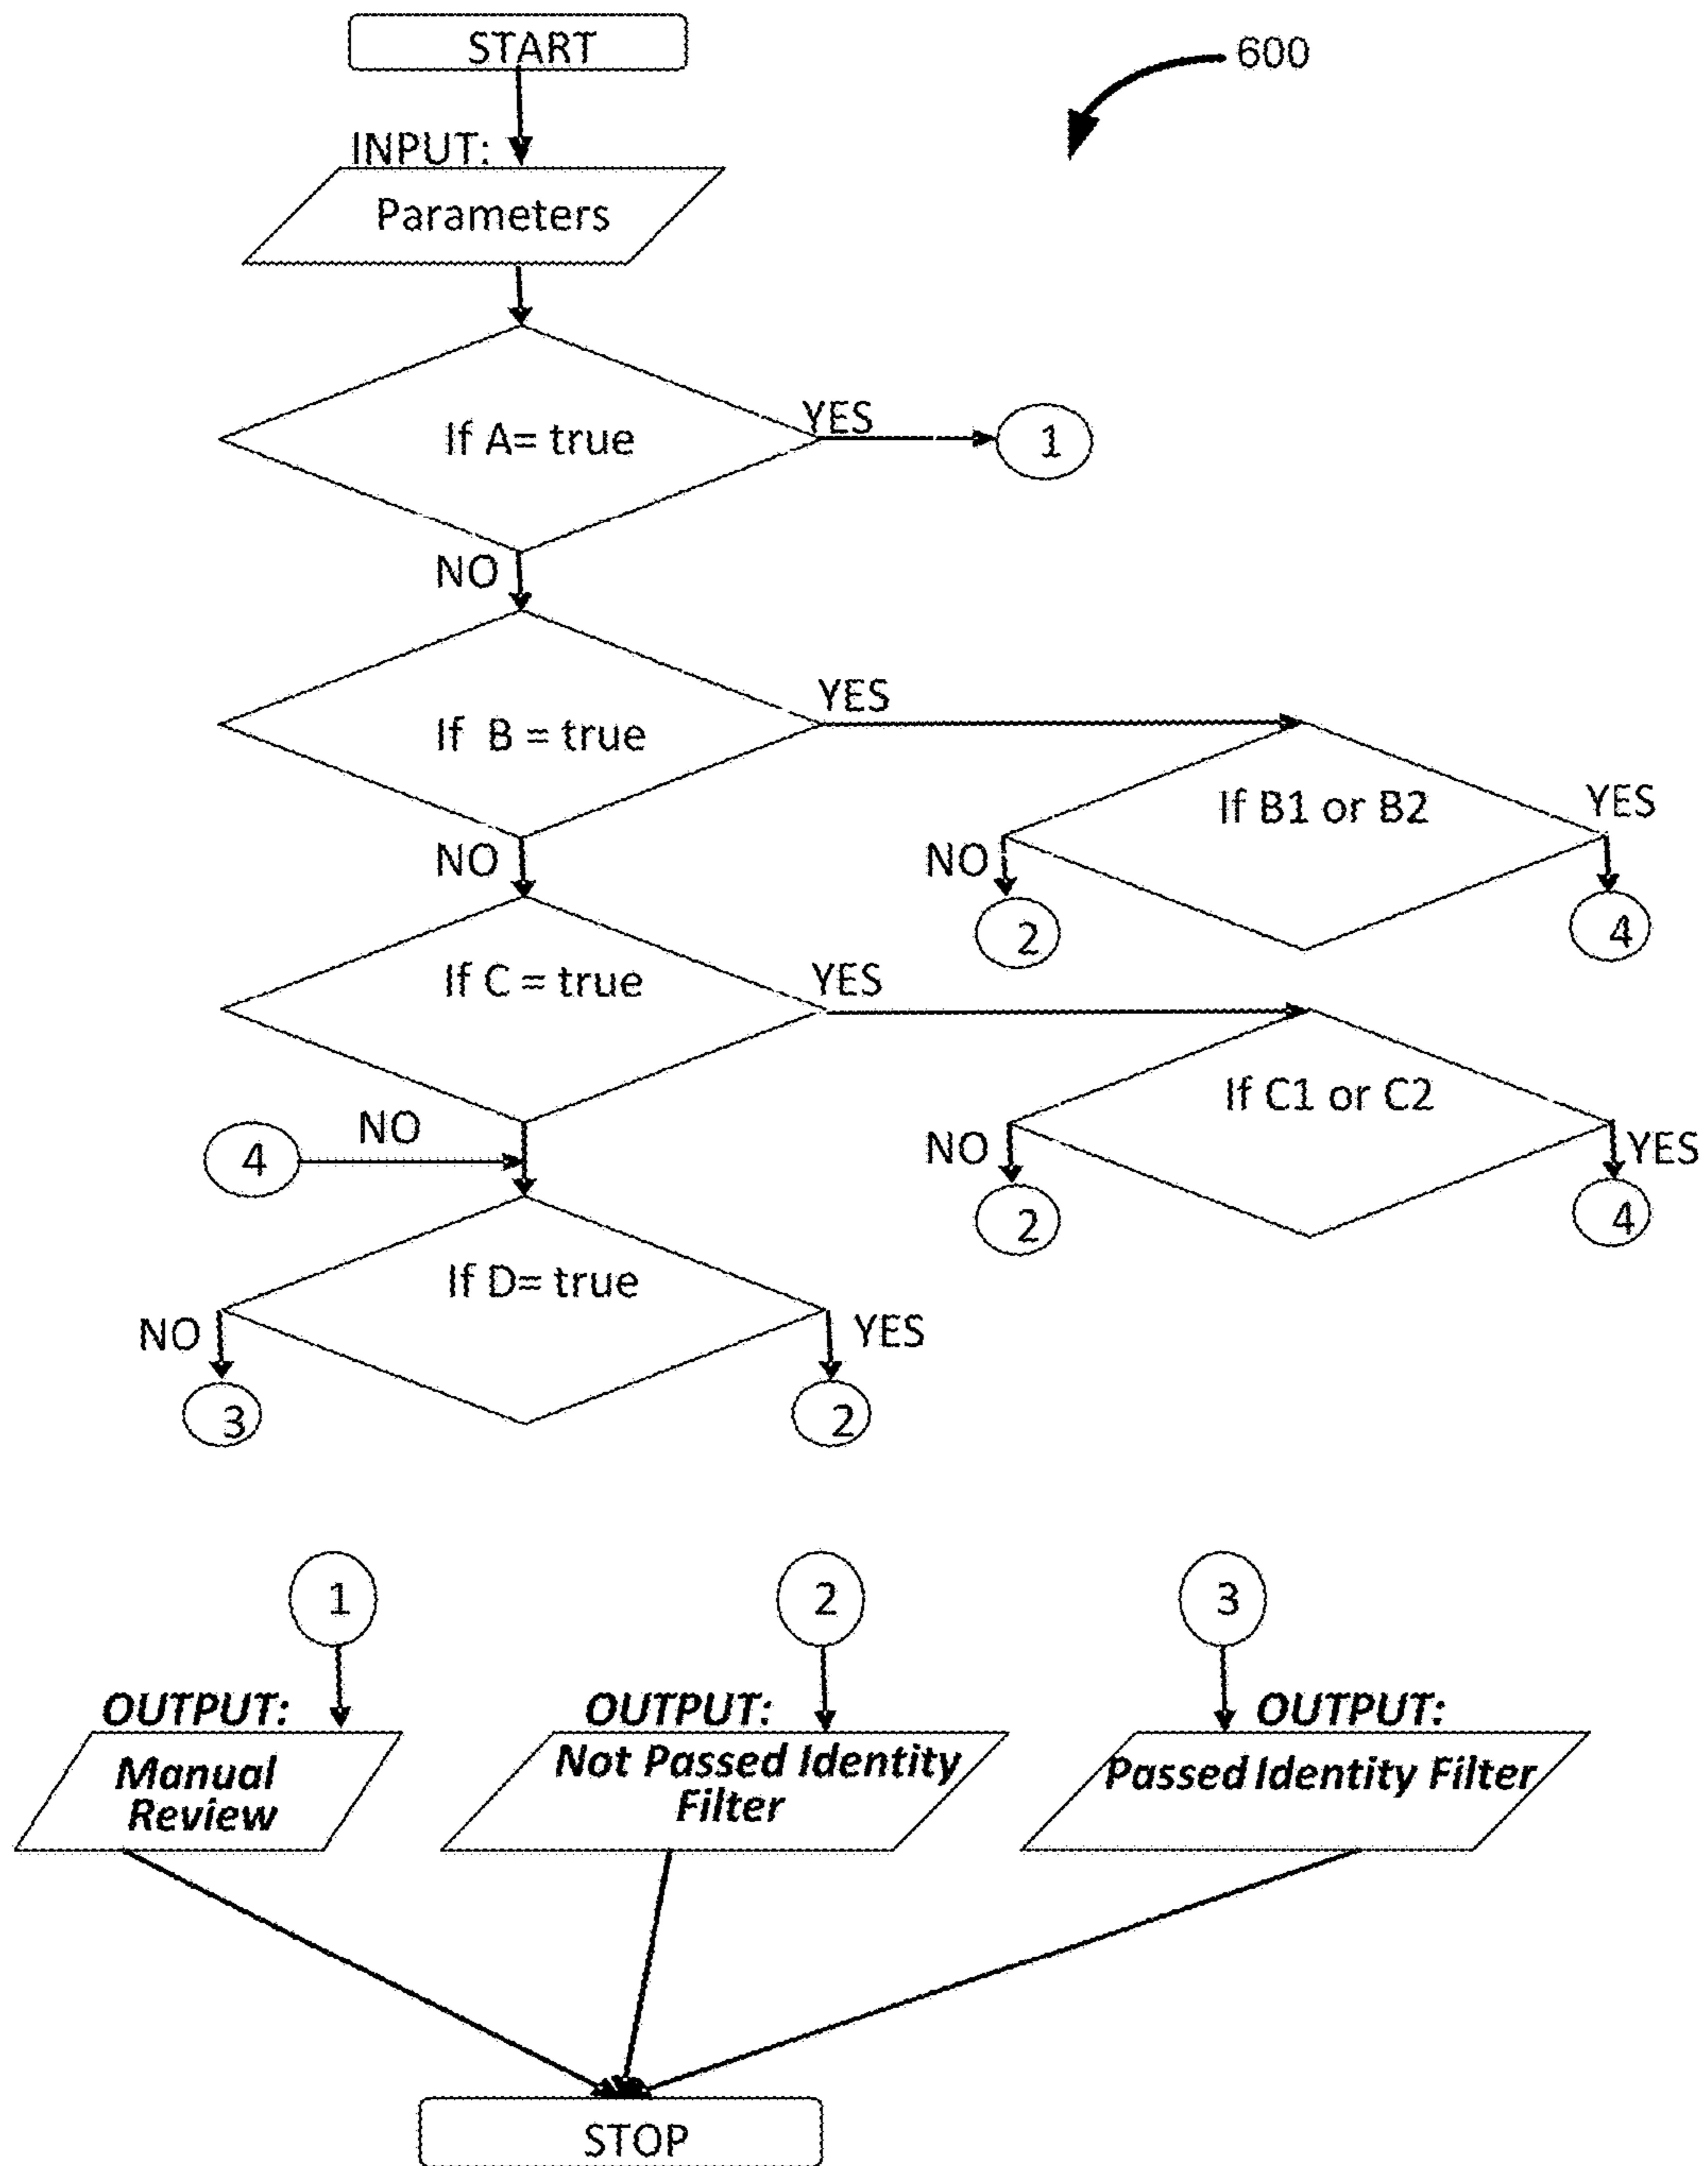 START
600
INPUT:
Parameters
If A= true
YES
1
NO
If B = true
YES
If B1 or B2
YES
NO
2
4
NO
If C = true
YES
If C1 or C2
NO
2
YES
4
NO
4
If D= true
NO
3
YES
2
1
2
3
OUTPUT:
Manual
Review
OUTPUT:
Not Passed Identity
Filter
OUTPUT:
Passed Identity Filter
STOP